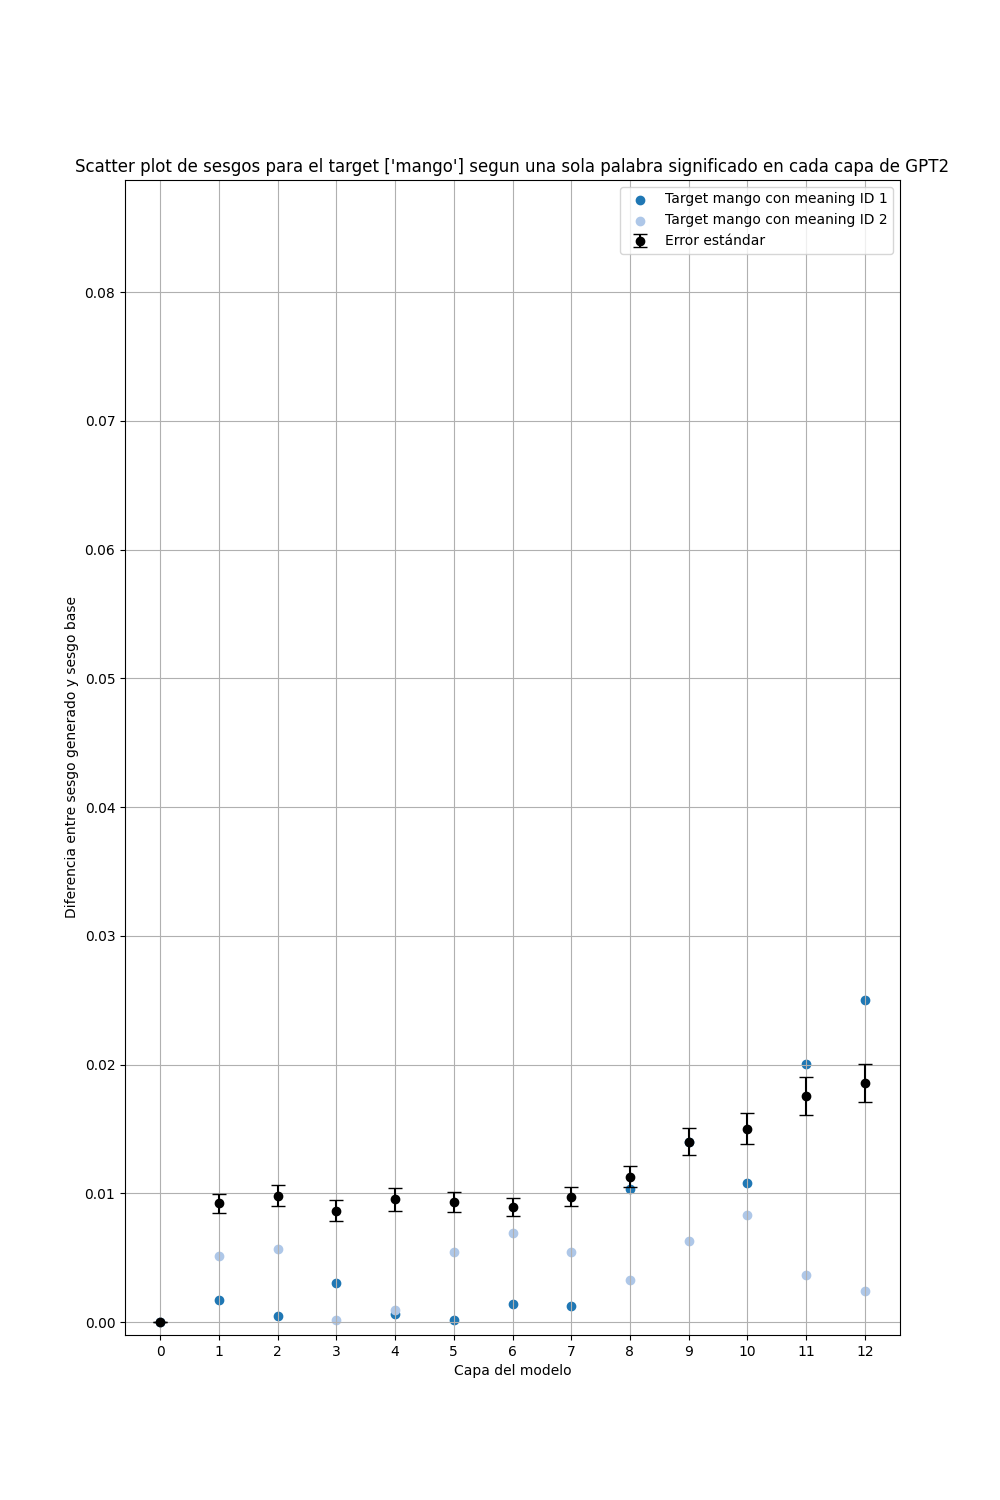 Scatter plot de sesgos para el target ['mango'] segun una sola palabra significado en cada capa de GPT2
Target mango con meaning ID 1
Target mango con meaning ID 2
Error estándar
0.08
0.07
0.06
0.05
0.04
0.03
0.02
0.01
0.00
Diferencia entre sesgo generado y sesgo base
0 1 2 3 4 5 6 7 8 9 10 11 12
Capa del modelo